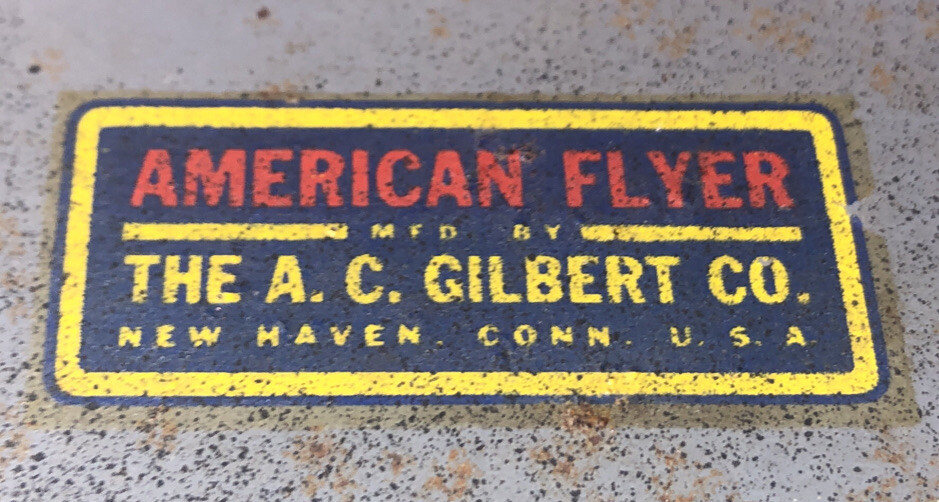 AMERICAN FLYER
MFD. BY
THE A. C. GILBERT CO.
NEW HAVEN, CONN. U. S. A.